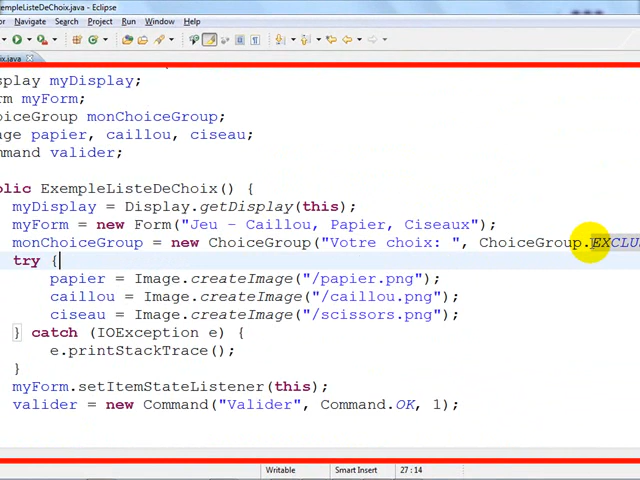 empleListeDeChoix.java - Eclipse
Navigate Search Project Run Window Help
ix.java
splay myDisplay;
rm myForm;
oiceGroup monChoiceGroup;
age papier, caillou, ciseau;
mmand valider;
blic ExempleListeDeChoix() {
myDisplay = Display.getDisplay(this);
myForm = new Form("Jeu - Caillou, Papier, Ciseaux");
monChoiceGroup = new ChoiceGroup("Votre choix: ", ChoiceGroup.EXCLU
try {
papier = Image.createImage("/papier.png");
caillou = Image.createImage("/caillou.png");
ciseau = Image.createImage("/scissors.png");
} catch (IOException e) {
e.printStackTrace();
}
myForm.setItemStateListener(this);
valider = new Command("Valider", Command.OK, 1);
Writable Smart Insert 27 : 14